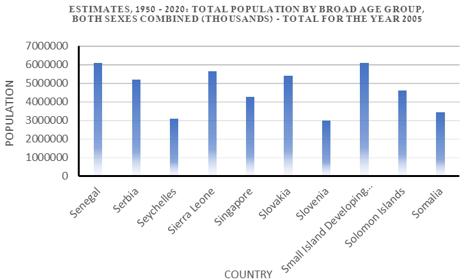 ESTIMATES, 1950 - 2020: TOTAL POPULATION BY BROAD AGE GROUP,
BOTH SEXES COMBINED (THOUSANDS) - TOTAL FOR THE YEAR 2005
POPULATION
7000000
6000000
5000000
4000000
3000000
2000000
1000000
0
Senegal
Serbia
Seychelles
Sierra Leone
Singapore
Slovakia
Slovenia
Small Island Developing...
Solomon Islands
Somalia
COUNTRY